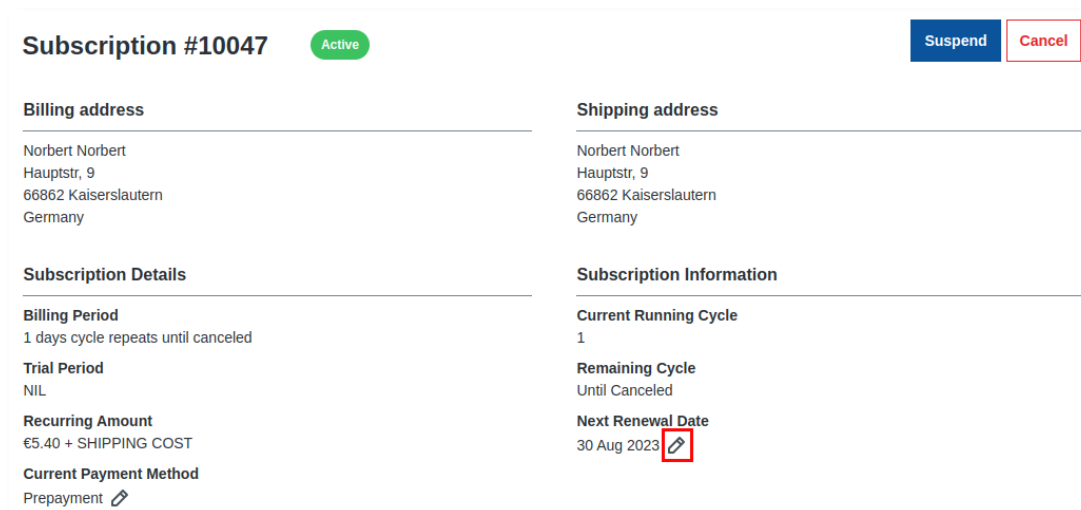 Subscription #10047
Active
Suspend
Cancel
Billing address
Norbert Norbert
Hauptstr, 9
66862 Kaiserslautern
Germany
Shipping address
Norbert Norbert
Hauptstr, 9
66862 Kaiserslautern
Germany
Subscription Details
Billing Period
1 days cycle repeats until canceled
Trial Period
NIL
Recurring Amount
€5.40 + SHIPPING COST
Current Payment Method
Prepayment
Subscription Information
Current Running Cycle
1
Remaining Cycle
Until Canceled
Next Renewal Date
30 Aug 2023